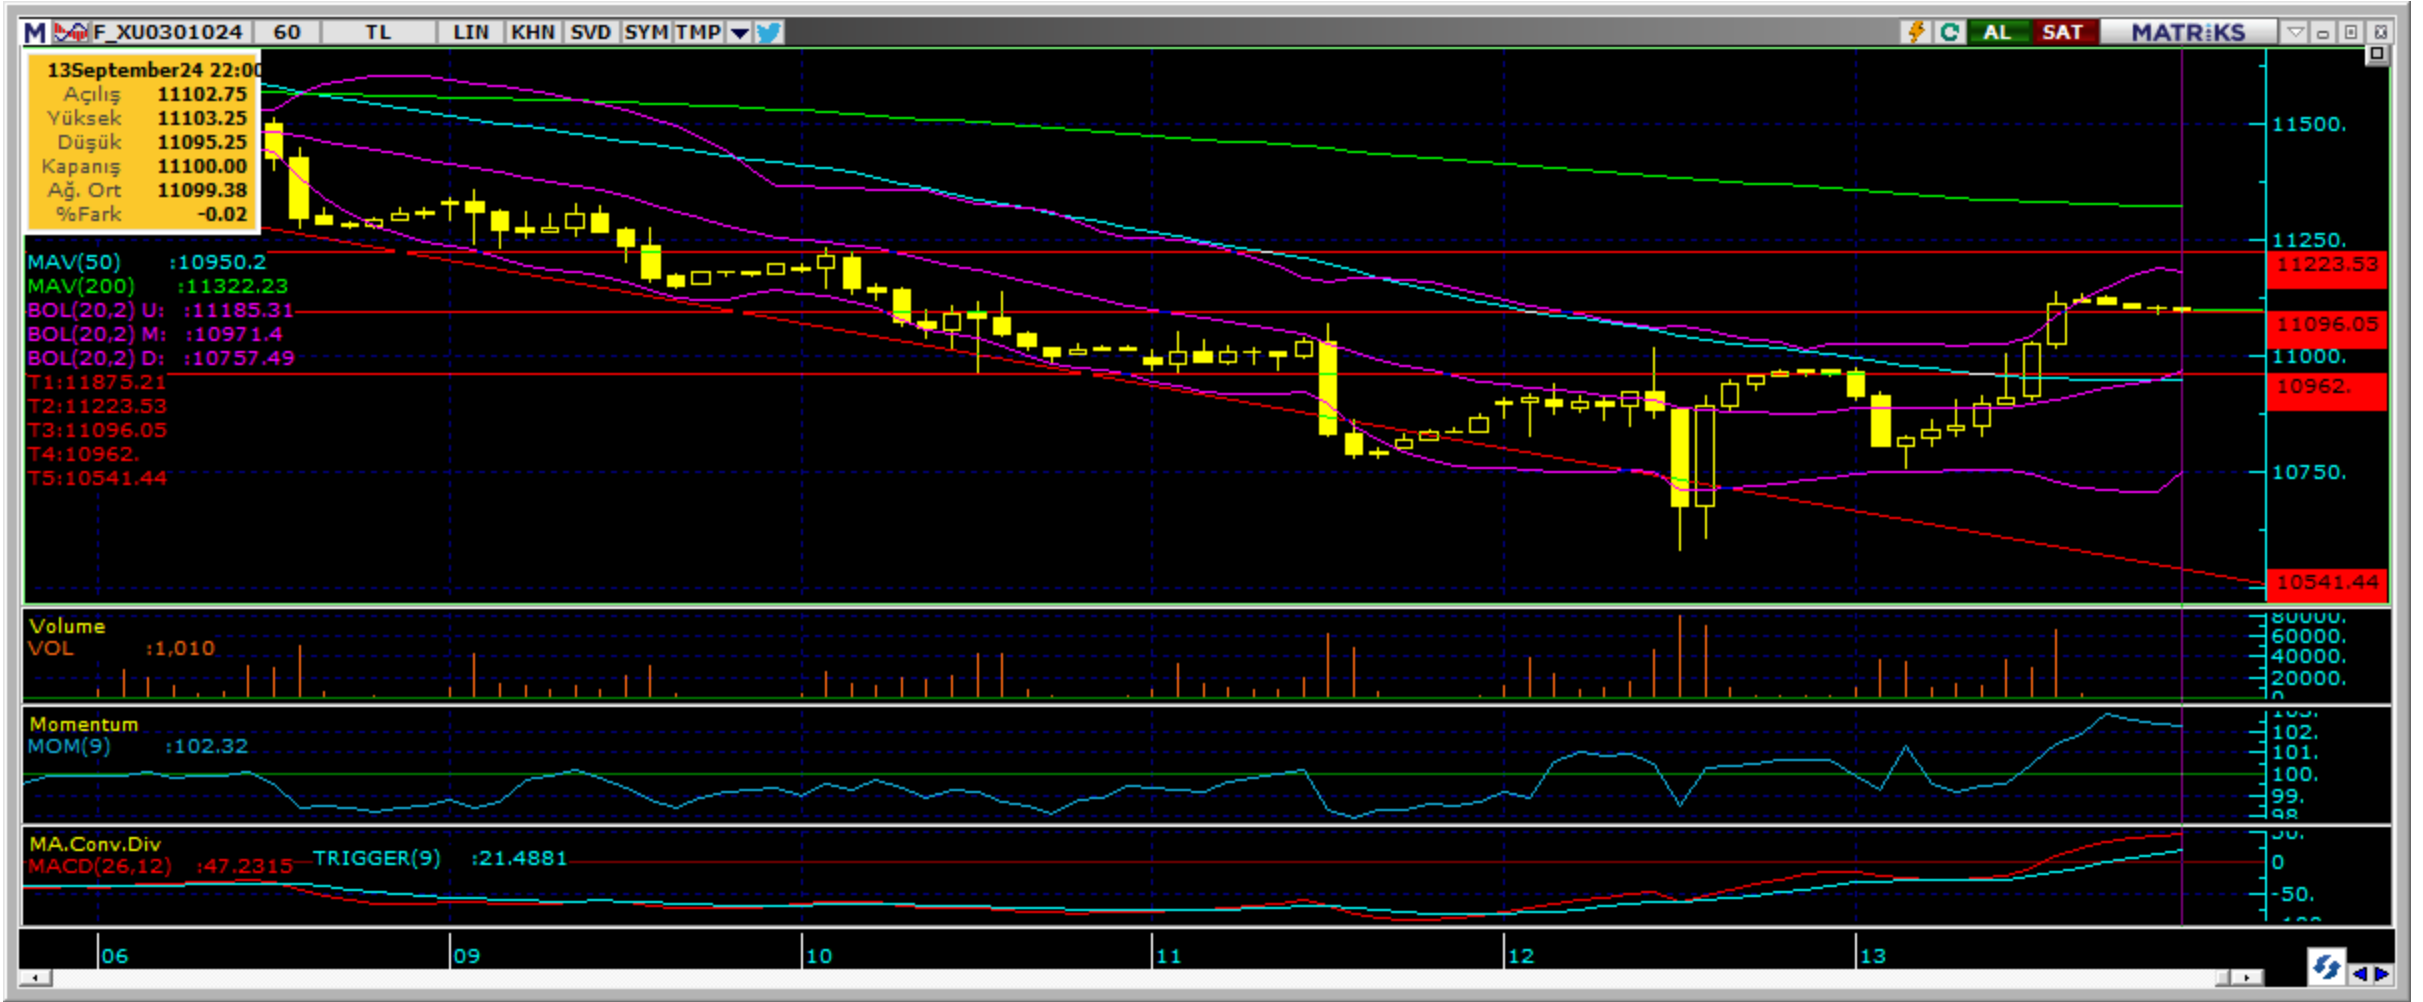 M F_XU0301024 60 TL LIN KHN SVD SYM TMP AL SAT MATRiKS
13September24 22:00
Açılış 11102.75
Yüksek 11103.25
Düşük 11095.25
Kapanış 11100.00
Ağ. Ort 11099.38
%Fark -0.02
MAV(50) :10950.2
MAV(200) :11322.23
BOL(20,2) U: :11185.31
BOL(20,2) M: :10971.4
BOL(20,2) D: :10757.49
T1:11875.21
T2:11223.53
T3:11096.05
T4:10962.
T5:10541.44
11500.
11250.
11223.53
11096.05
11000.
10962.
10750.
10541.44
Volume
VOL :1,010
80000.
60000.
40000.
20000.
0
Momentum
MOM(9) :102.32
103.
102.
101.
100.
99.
98
MA.Conv.Div
MACD(26,12) :47.2315 TRIGGER(9) :21.4881
50.
0
-50.
-100
06 09 10 11 12 13